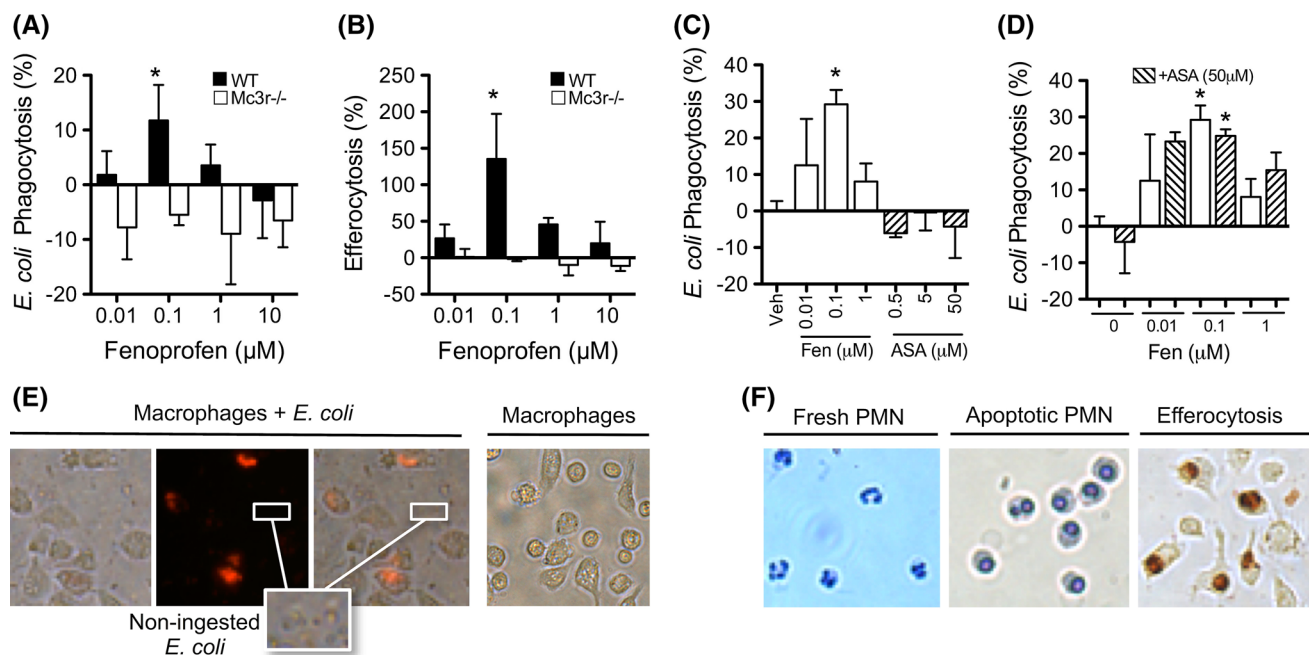 (A)
E. coli Phagocytosis (%)
20
10
0
-10
-20
*
WT
Mc3r-/-
0.01 0.1 1 10
Fenoprofen (µM)
(B)
Efferocytosis (%)
250
200
150
100
50
0
-50
*
WT
Mc3r-/-
0.01 0.1 1 10
Fenoprofen (µM)
(C)
E. coli Phagocytosis (%)
40
30
20
10
0
-10
-20
*
Veh 0.01 0.1 1 0.5 5 50
Fen (µM) ASA (µM)
(D)
E. coli Phagocytosis (%)
40
30
20
10
0
-10
-20
+ASA (50µM)
* *
0 0.01 0.1 1
Fen (µM)
(E)
Macrophages + E. coli
Macrophages
Non-ingested
E. coli
(F)
Fresh PMN
Apoptotic PMN
Efferocytosis